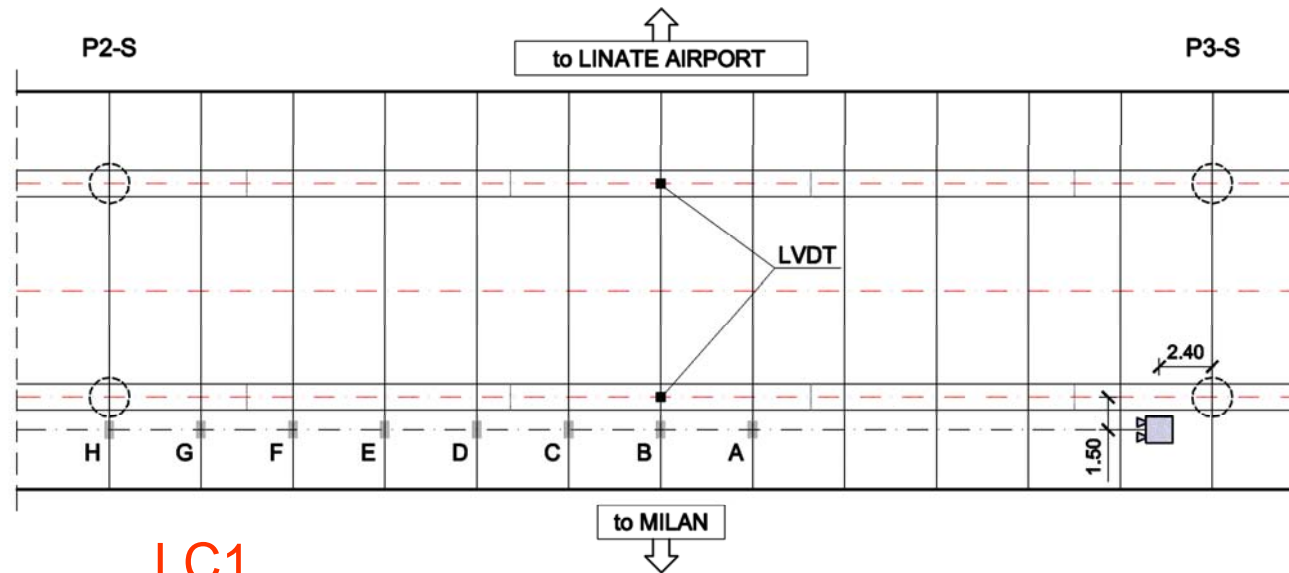 P2-S
to LINATE AIRPORT
P3-S
LVDT
2.40
1.50
H G F E D C B A
to MILAN
LC1